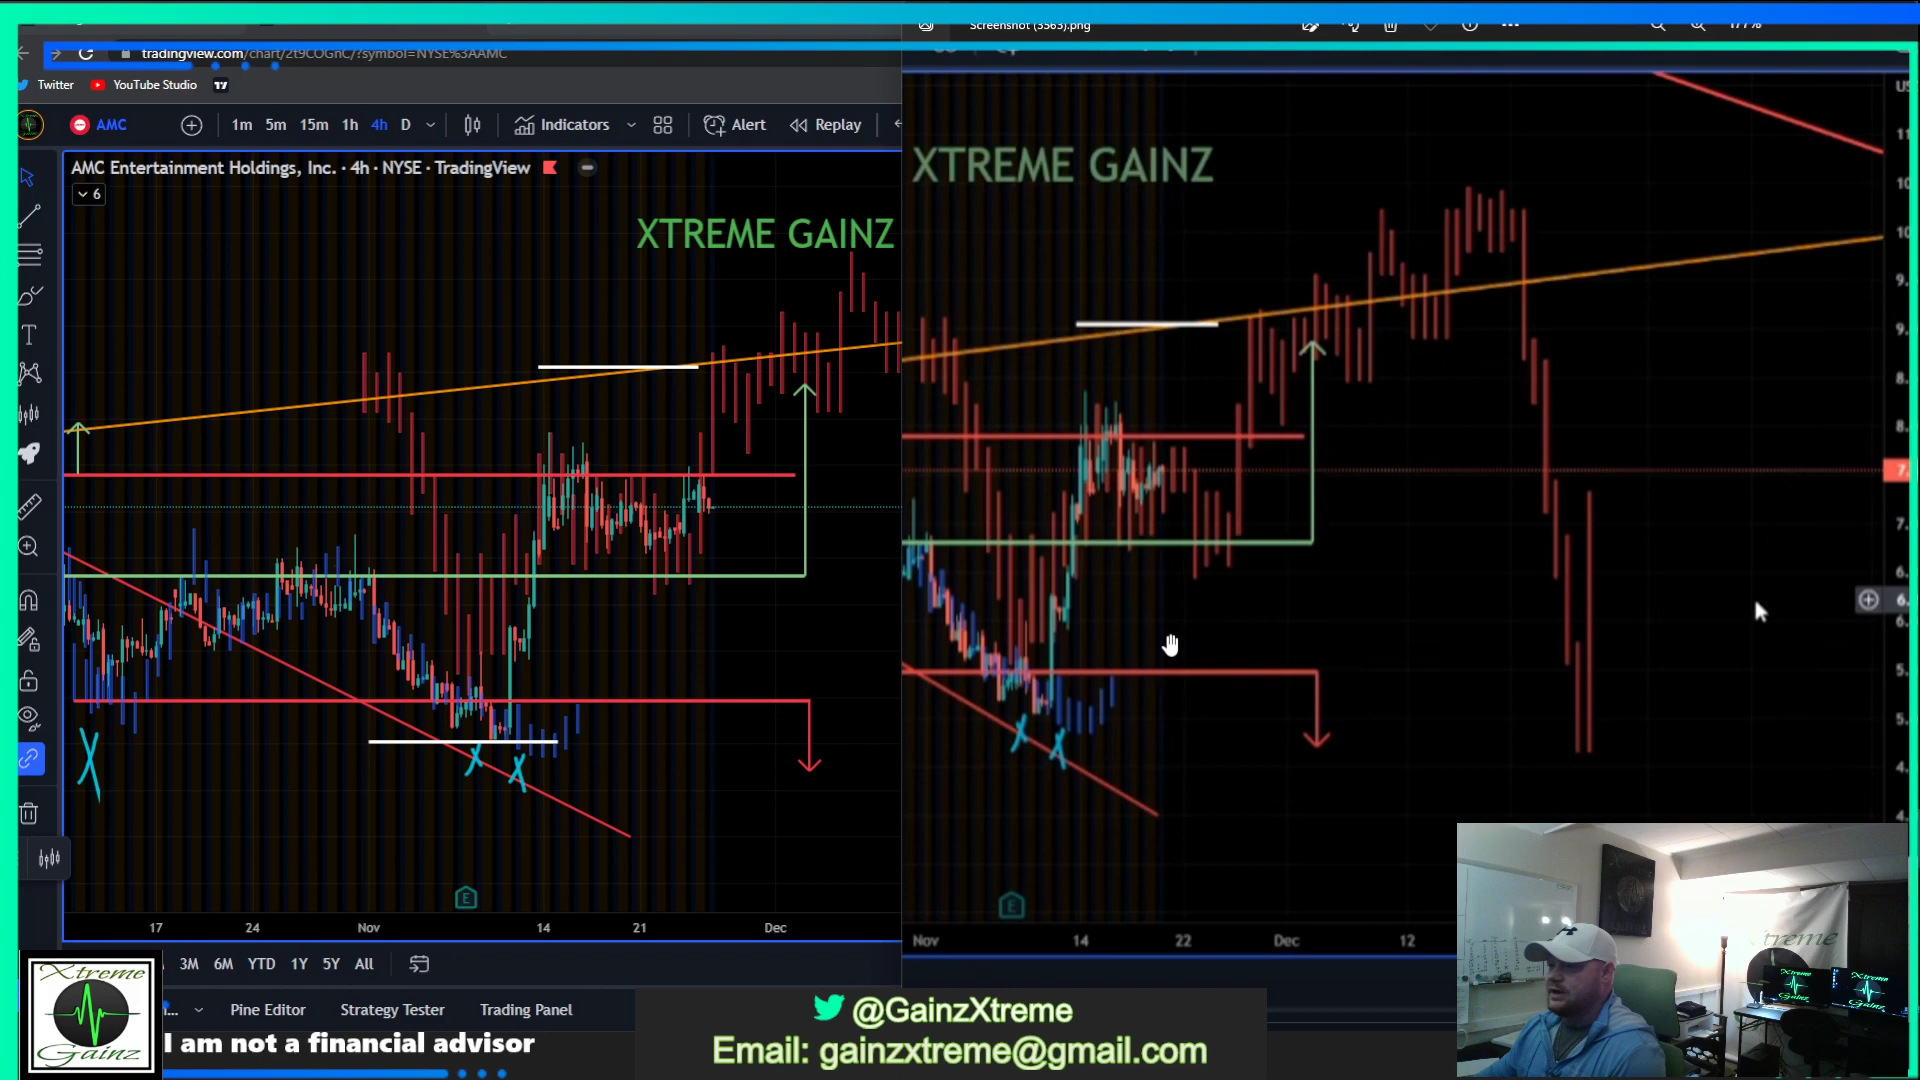 Screenshot (3563).png
tradingview.com/chart/2t9COGnC/?symbol=NYSE%3AAMC
Twitter
YouTube Studio
AMC
1m 5m 15m 1h 4h D
Indicators
Alert
Replay
AMC Entertainment Holdings, Inc. · 4h · NYSE · TradingView
6
XTREME GAINZ
XTREME GAINZ
E
E
17 24 Nov 14 21 Dec
Nov 14 22 Dec 12
3M 6M YTD 1Y 5Y All
Pine Editor
Strategy Tester
Trading Panel
Xtreme
Gainz
I am not a financial advisor
@GainzXtreme
Email: gainzxtreme@gmail.com